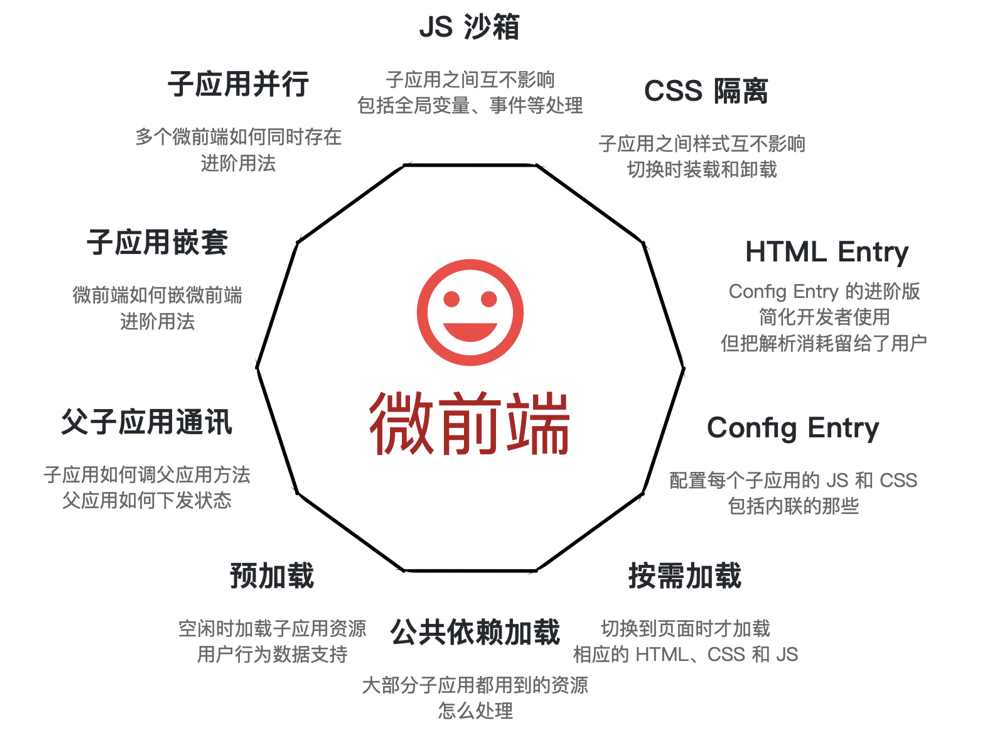 JS 沙箱
子应用之间互不影响
包括全局变量、事件等处理
CSS 隔离
子应用之间样式互不影响
切换时装载和卸载
HTML Entry
Config Entry 的进阶版
简化开发者使用
但把解析消耗留给了用户
Config Entry
配置每个子应用的 JS 和 CSS
包括内联的那些
按需加载
切换到页面时才加载
相应的 HTML、CSS 和 JS
公共依赖加载
大部分子应用都用到的资源
怎么处理
预加载
空闲时加载子应用资源
用户行为数据支持
父子应用通讯
子应用如何调父应用方法
父应用如何下发状态
子应用嵌套
微前端如何嵌微前端
进阶用法
子应用并行
多个微前端如何同时存在
进阶用法
微前端